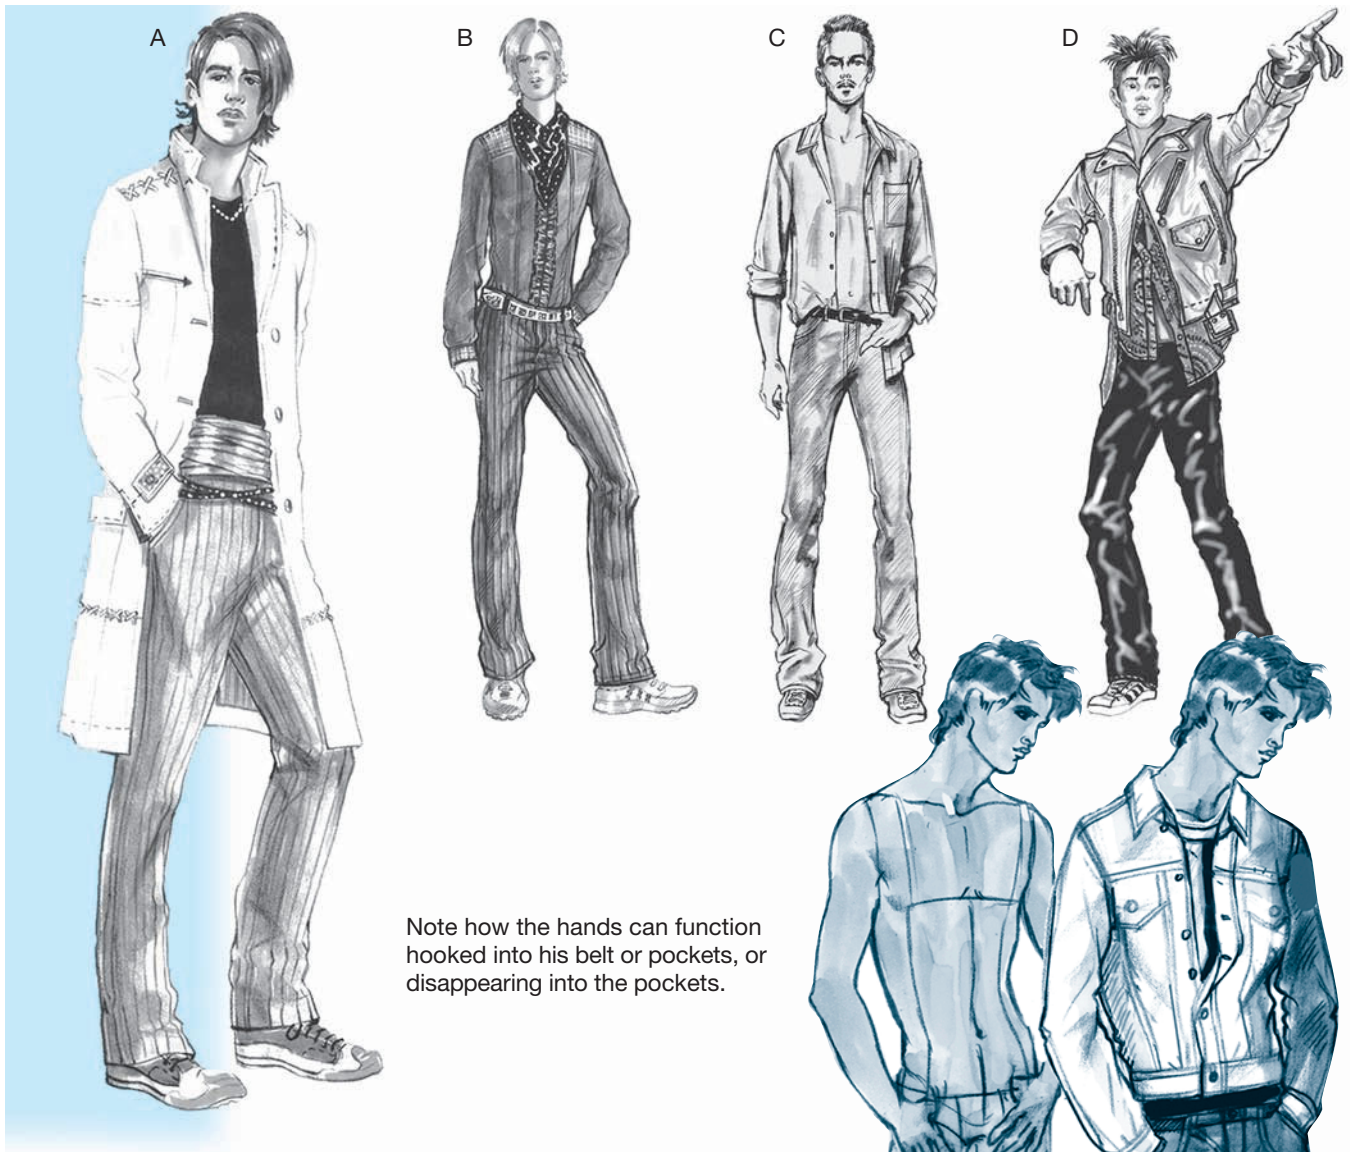 A
B
C
D
Note how the hands can function
hooked into his belt or pockets, or
disappearing into the pockets.